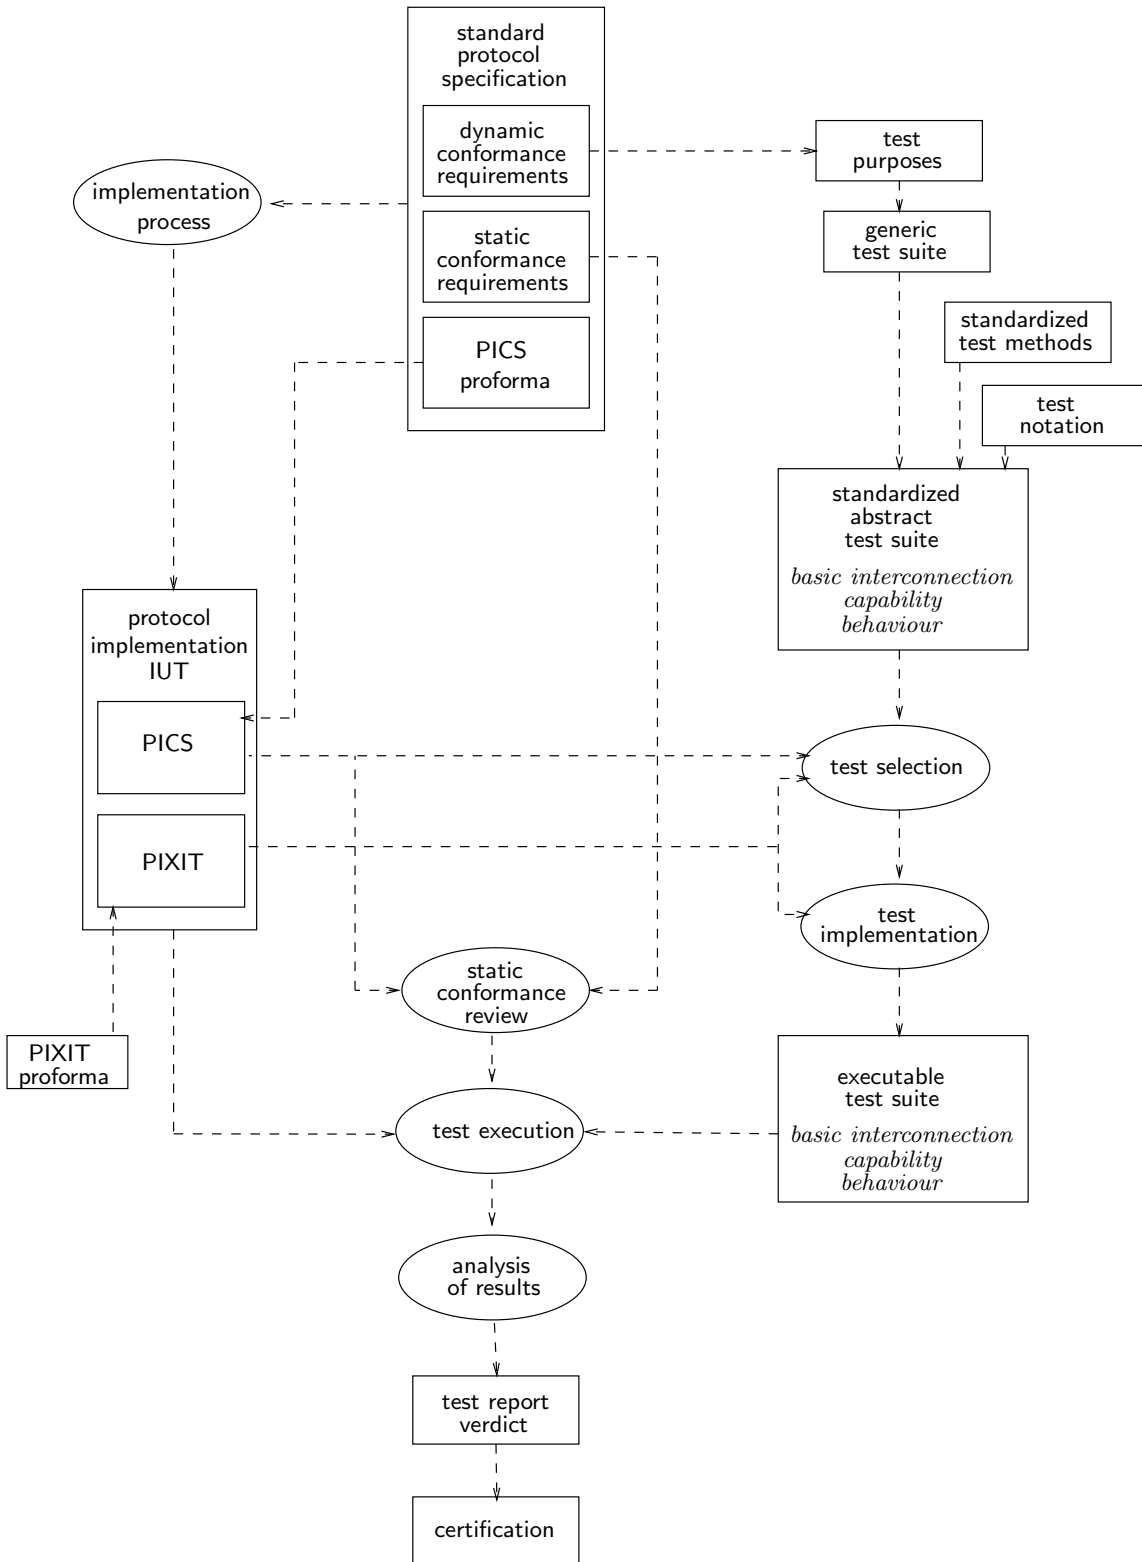 standard
protocol
specification
dynamic
conformance
requirements
test
purposes
implementation
process
static
conformance
requirements
generic
test suite
standardized
test methods
PICS
proforma
test
notation
standardized
abstract
test suite
basic interconnection
capability
behaviour
protocol
implementation
IUT
PICS
test selection
PIXIT
test
implementation
static
conformance
review
PIXIT
proforma
executable
test suite
basic interconnection
capability
behaviour
test execution
analysis
of results
test report
verdict
certification